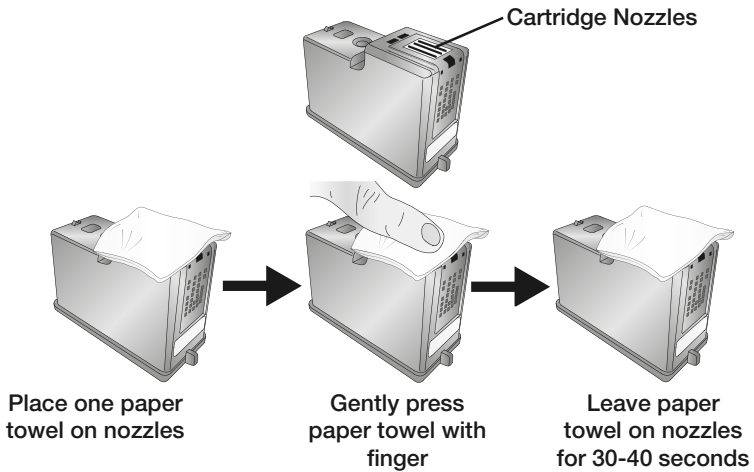 Cartridge Nozzles
Place one paper
towel on nozzles
Gently press
paper towel with
finger
Leave paper
towel on nozzles
for 30-40 seconds